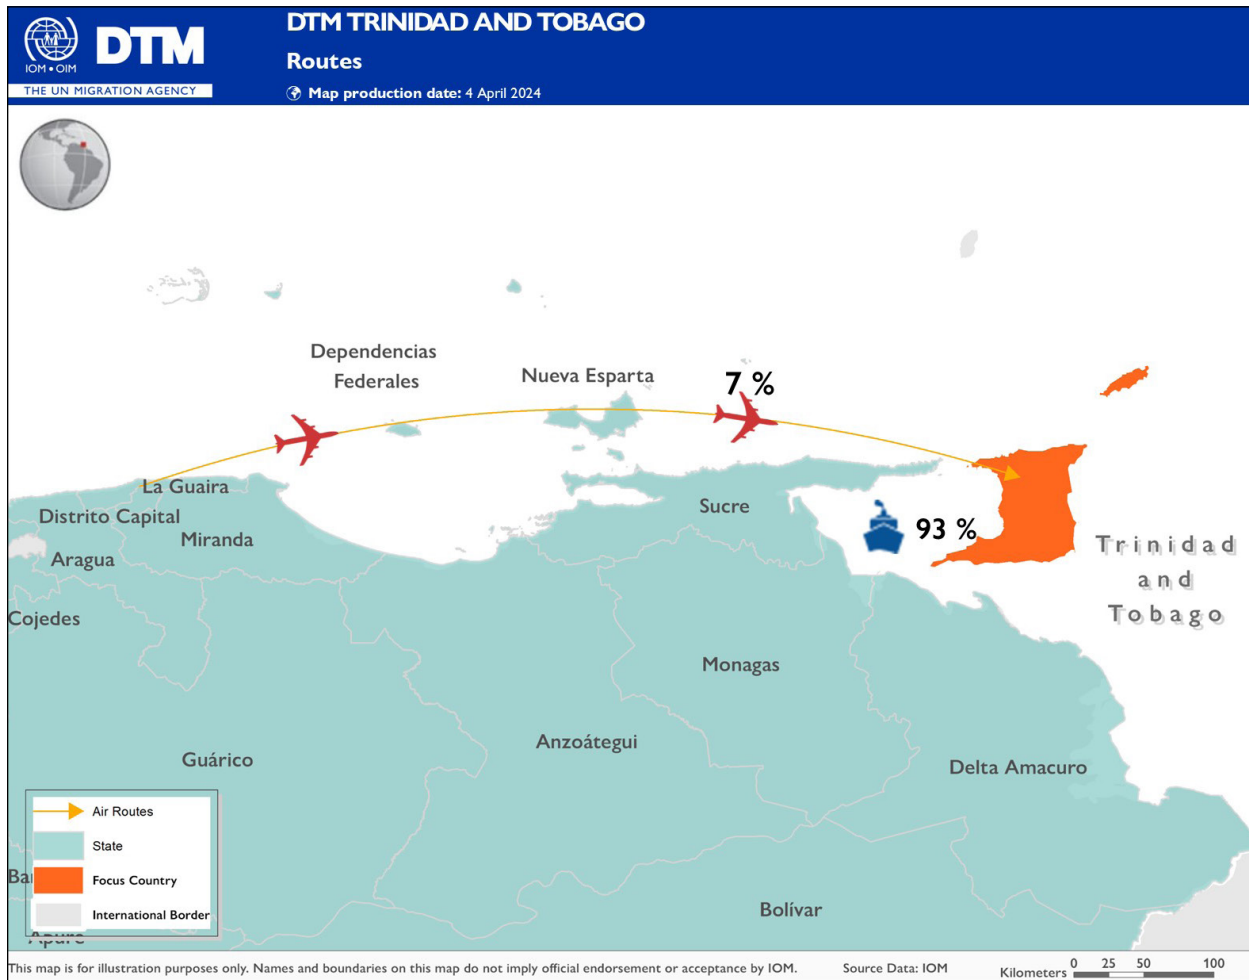 IOM • OIM
DTM
THE UN MIGRATION AGENCY
DTM TRINIDAD AND TOBAGO
Routes
Map production date: 4 April 2024
Dependencias
Federales
Nueva Esparta
7 %
La Guaira
Distrito Capital
Miranda
Aragua
Cojedes
Sucre
93 %
Trinidad
and
Tobago
Monagas
Anzoátegui
Guárico
Delta Amacuro
Bolívar
Air Routes
State
Focus Country
International Border
Bar
Apure
This map is for illustration purposes only. Names and boundaries on this map do not imply official endorsement or acceptance by IOM.
Source Data: IOM
Kilometers
0 25 50 100